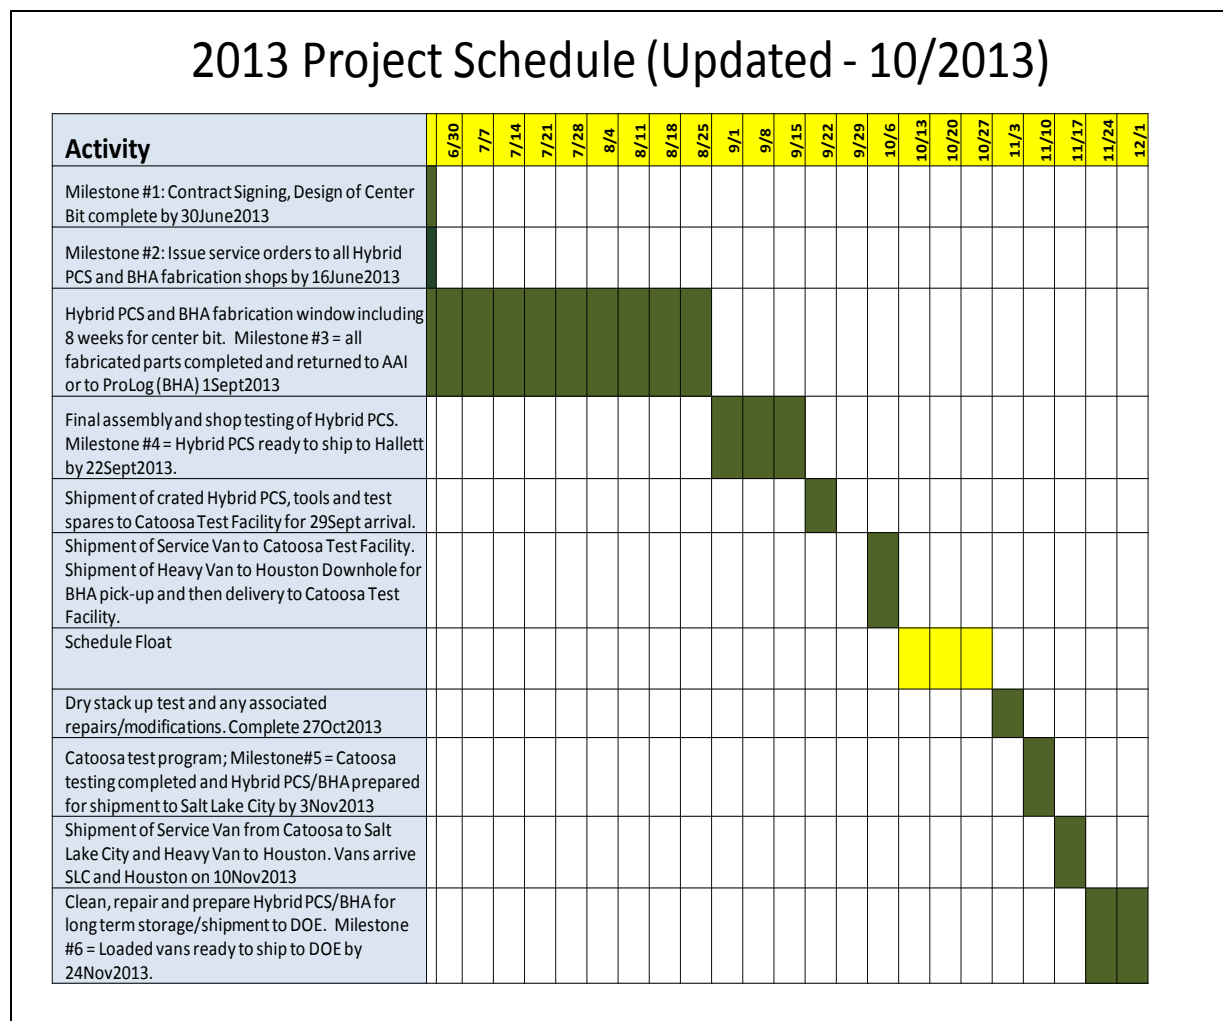 2013 Project Schedule (Updated - 10/2013)
Activity
6/30
7/7
7/14
7/21
7/28
8/4
8/11
8/18
8/25
9/1
9/8
9/15
9/22
9/29
10/6
10/13
10/20
10/27
11/3
11/10
11/17
11/24
12/1
Milestone #1: Contract Signing, Design of Center
Bit complete by 30June2013
Milestone #2: Issue service orders to all Hybrid
PCS and BHA fabrication shops by 16June2013
Hybrid PCS and BHA fabrication window including
8 weeks for center bit. Milestone #3 = all
fabricated parts completed and returned to AAI
or to ProLog (BHA) 1Sept2013
Final assembly and shop testing of Hybrid PCS.
Milestone #4 = Hybrid PCS ready to ship to Hallett
by 22Sept2013.
Shipment of crated Hybrid PCS, tools and test
spares to Catoosa Test Facility for 29Sept arrival.
Shipment of Service Van to Catoosa Test Facility.
Shipment of Heavy Van to Houston Downhole for
BHA pick-up and then delivery to Catoosa Test
Facility.
Schedule Float
Dry stack up test and any associated
repairs/modifications. Complete 27Oct2013
Catoosa test program; Milestone#5 = Catoosa
testing completed and Hybrid PCS/BHA prepared
for shipment to Salt Lake City by 3Nov2013
Shipment of Service Van from Catoosa to Salt
Lake City and Heavy Van to Houston. Vans arrive
SLC and Houston on 10Nov2013
Clean, repair and prepare Hybrid PCS/BHA for
long term storage/shipment to DOE. Milestone
#6 = Loaded vans ready to ship to DOE by
24Nov2013.